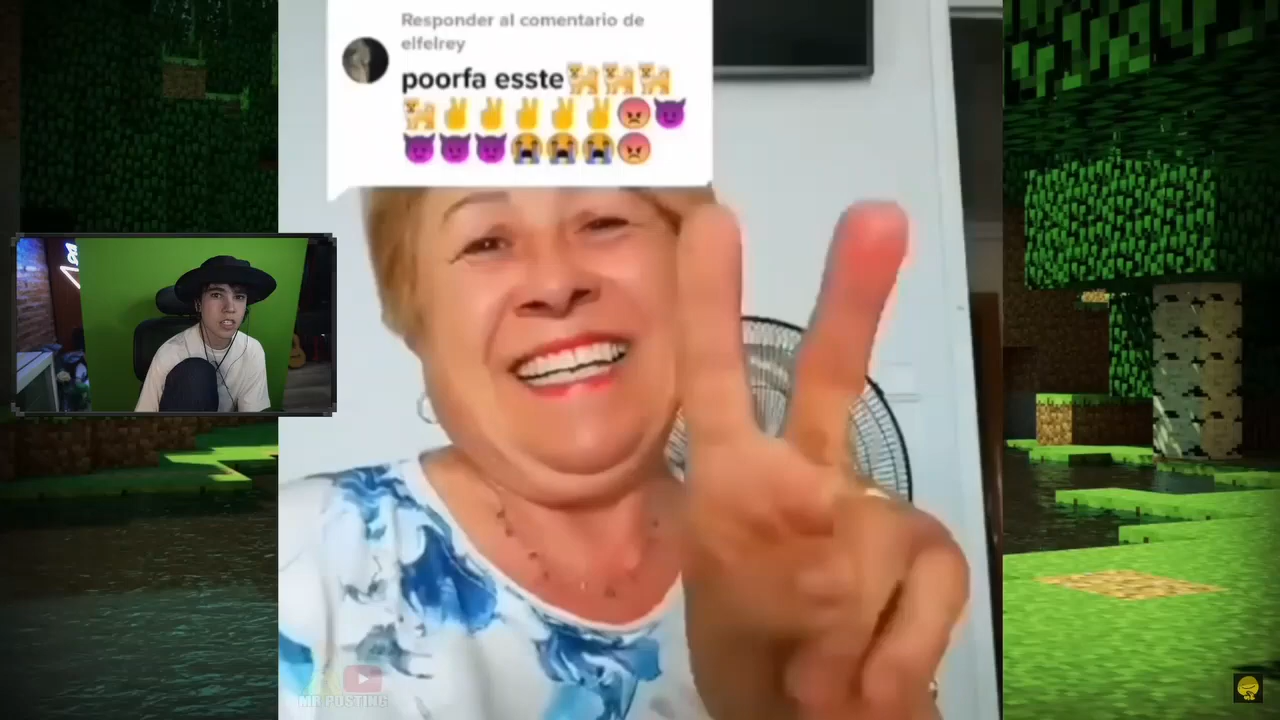 Responder al comentario de
elfelrey
poorfa esste🐕🐕🐕
🐕✌️✌️✌️✌️✌️😡😈
😈😈😈😭😭😭😡
MR POSTING